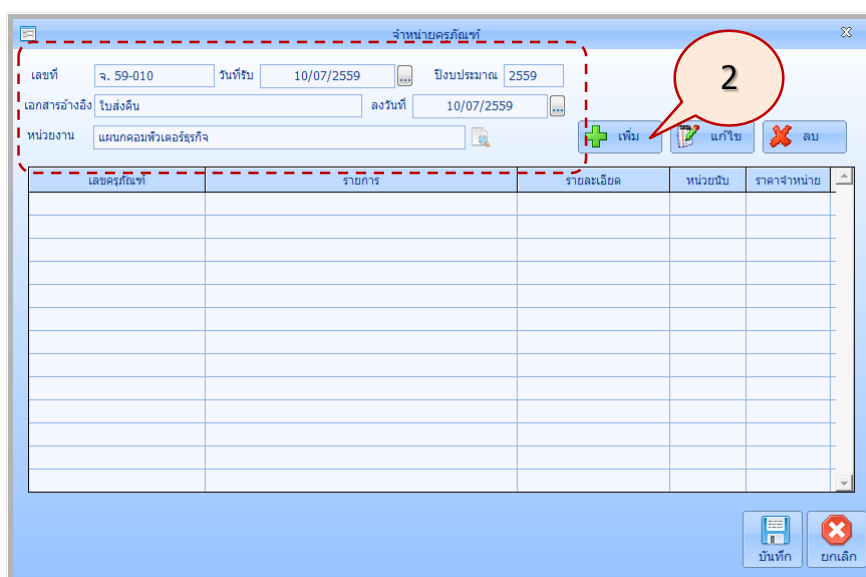 จำหน่ายครุภัณฑ์
เลขที่ จ. 59-010 วันที่รับ 10/07/2559 ... ปีงบประมาณ 2559
เอกสารอ้างอิง ใบส่งคืน ลงวันที่ 10/07/2559 ...
หน่วยงาน แผนกคอมพิวเตอร์ธุรกิจ
2
เพิ่ม แก้ไข ลบ
เลขครุภัณฑ์ รายการ รายละเอียด หน่วยนับ ราคาจำหน่าย
บันทึก ยกเลิก